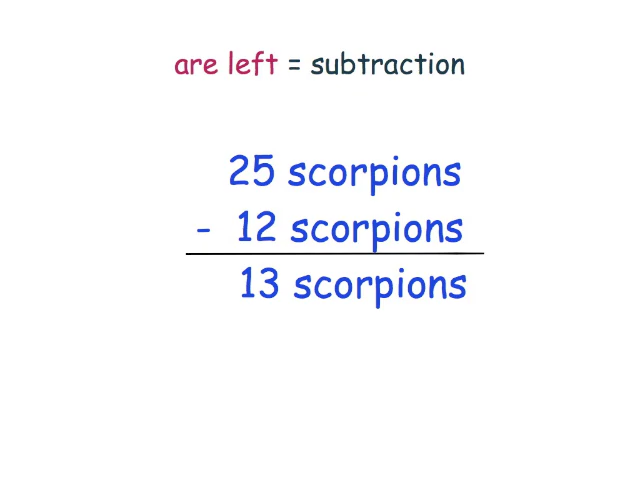 are left = subtraction
25 scorpions
- 12 scorpions
13 scorpions